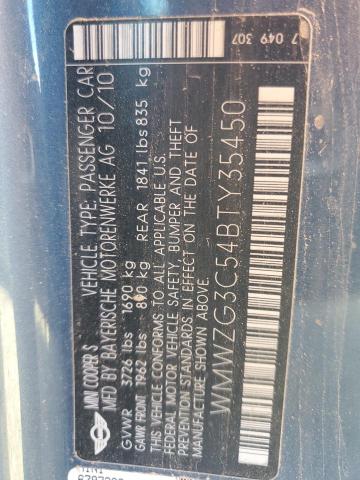 MINI COOPER S VEHICLE TYPE: PASSENGER CAR
MFD BY BAYERISCHE MOTORENWERKE AG 10/10
GVWR 3726 lbs 1690 kg
GAWR FRONT 1962 lbs 890 kg REAR 1841 lbs 835 kg
THIS VEHICLE CONFORMS TO ALL APPLICABLE U.S.
FEDERAL MOTOR VEHICLE SAFETY, BUMPER AND THEFT
PREVENTION STANDARDS IN EFFECT ON THE DATE
OF MANUFACTURE SHOWN ABOVE.
WMWZG3C54BTY35450
7 049 307
MINI